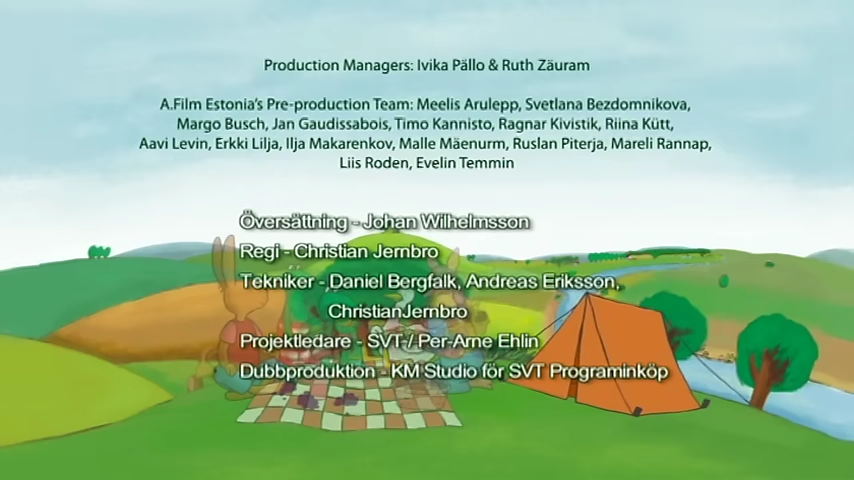 Production Managers: Ivika Pällo & Ruth Zäuram
A.Film Estonia's Pre-production Team: Meelis Arulepp, Svetlana Bezdomnikova,
Margo Busch, Jan Gaudissabois, Timo Kannisto, Ragnar Kivistik, Riina Kütt,
Aavi Levin, Erkki Lilja, Ilja Makarenkov, Malle Mäenurm, Ruslan Piterja, Mareli Rannap,
Liis Roden, Evelin Temmin
Översättning - Johan Wilhelmsson
Regi - Christian Jernbro
Tekniker - Daniel Bergfalk, Andreas Eriksson,
ChristianJernbro
Projektledare - SVT / Per-Arne Ehlin
Dubbproduktion - KM Studio för SVT Programinköp